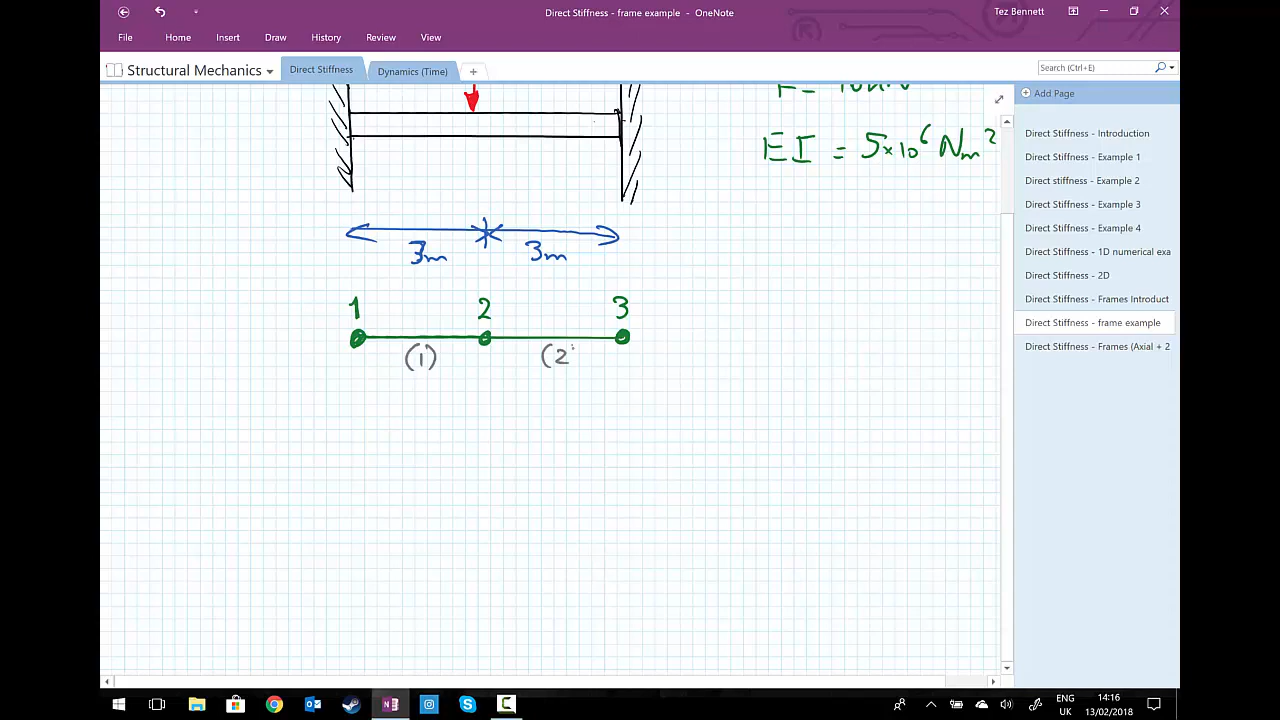 Direct Stiffness - frame example - OneNote
Tez Bennett
File Home Insert Draw History Review View
Structural Mechanics
Direct Stiffness
Dynamics (Time)
+
Search (Ctrl+E)
Add Page
Direct Stiffness - Introduction
Direct Stiffness - Example 1
Direct stiffness - Example 2
Direct Stiffness - Example 3
Direct Stiffness - Example 4
Direct Stiffness - 1D numerical exa
Direct Stiffness - 2D
Direct Stiffness - Frames Introduct
Direct Stiffness - frame example
Direct Stiffness - Frames (Axial + 2
EI = 5×10⁶ Nm²
3m 3m
1 2 3
(1) (2
ENG
UK
14:16
13/02/2018